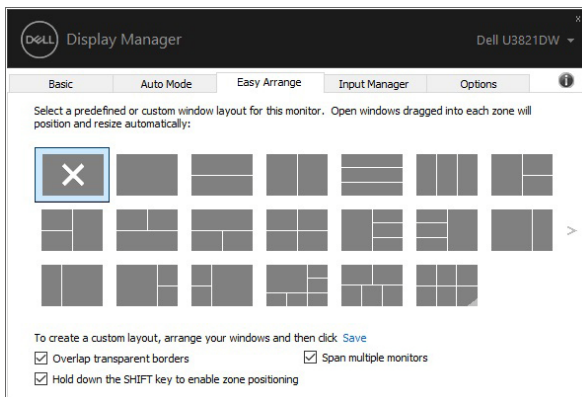 DELL Display Manager
Dell U3821DW
Basic Auto Mode Easy Arrange Input Manager Options
Select a predefined or custom window layout for this monitor. Open windows dragged into each zone will
position and resize automatically:
To create a custom layout, arrange your windows and then click Save
Overlap transparent borders Span multiple monitors
Hold down the SHIFT key to enable zone positioning